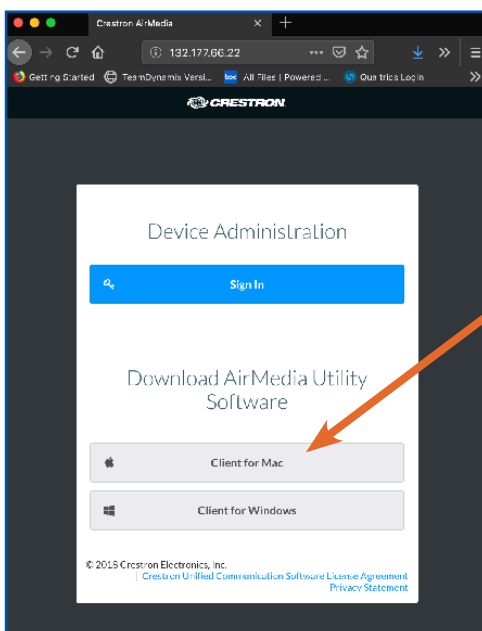 Crestron AirMedia
132.177.66.22
Getting Started TeamDynamix Versi... box All Files | Powered ... Qualtrics Login
CRESTRON
Device Administration
Sign In
Download AirMedia Utility
Software
Client for Mac
Client for Windows
© 2018 Crestron Electronics, Inc.
| Crestron Unified Communication Software License Agreement
Privacy Statement